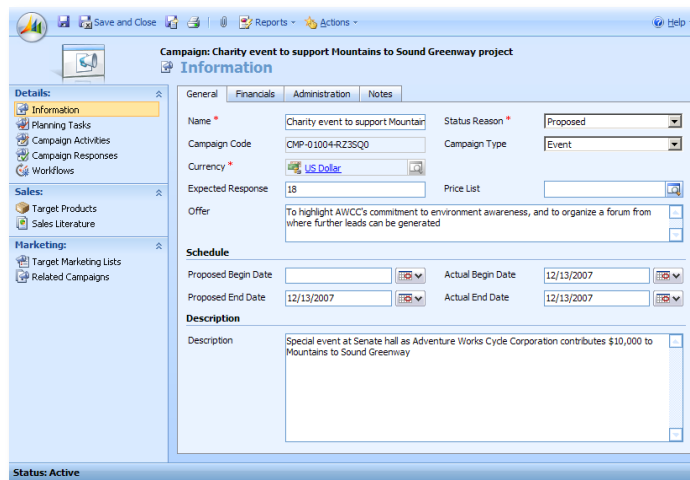 Save and Close Reports Actions Help
Campaign: Charity event to support Mountains to Sound Greenway project
Information
Details:
Information
Planning Tasks
Campaign Activities
Campaign Responses
Workflows
Sales:
Target Products
Sales Literature
Marketing:
Target Marketing Lists
Related Campaigns
General Financials Administration Notes
Name * Charity event to support Mountain Status Reason * Proposed
Campaign Code CMP-01004-RZ3SQ0 Campaign Type Event
Currency * US Dollar
Expected Response 18 Price List
Offer To highlight AWCC's commitment to environment awareness, and to organize a forum from
where further leads can be generated
Schedule
Proposed Begin Date Actual Begin Date 12/13/2007
Proposed End Date 12/13/2007 Actual End Date 12/13/2007
Description
Description Special event at Senate hall as Adventure Works Cycle Corporation contributes $10,000 to
Mountains to Sound Greenway
Status: Active